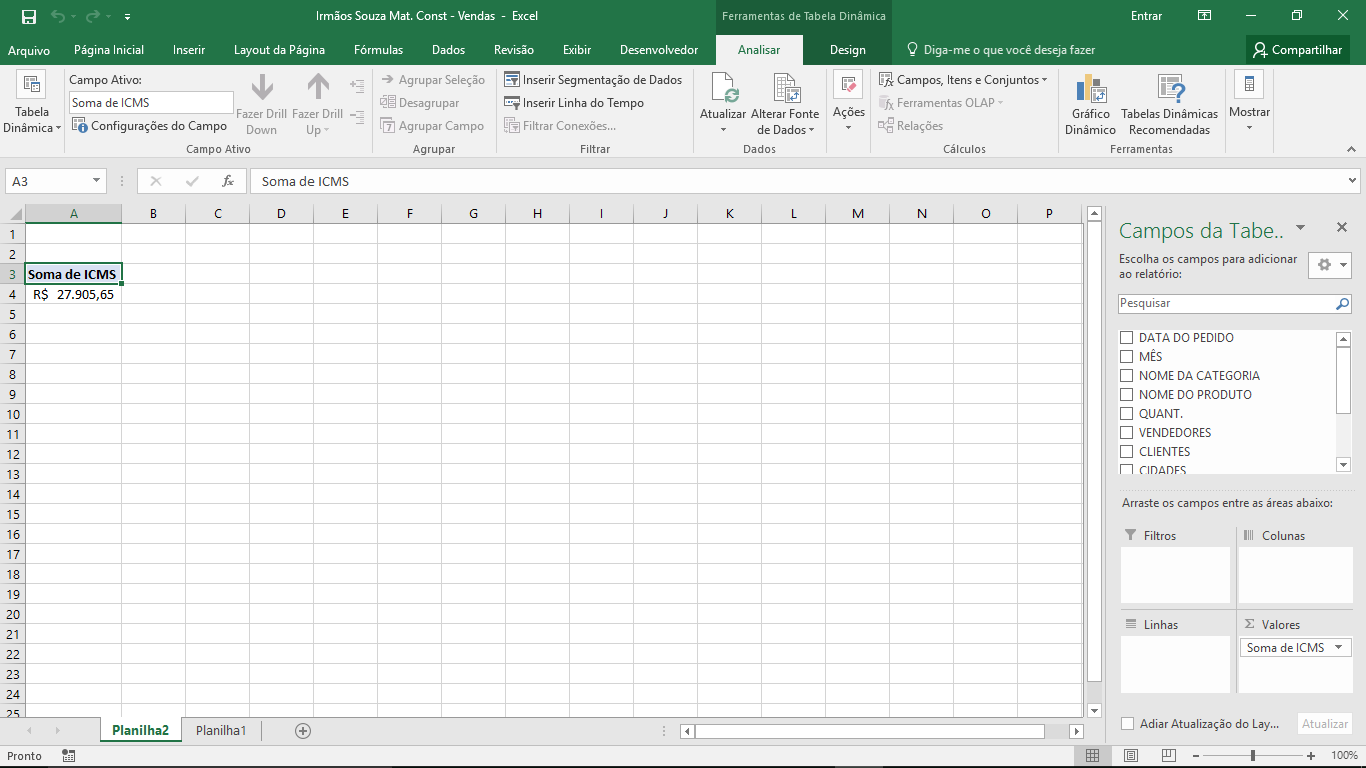 Irmãos Souza Mat. Const - Vendas - Excel
Ferramentas de Tabela Dinâmica
Entrar
Arquivo Página Inicial Inserir Layout da Página Fórmulas Dados Revisão Exibir Desenvolvedor Analisar Design Diga-me o que você deseja fazer Compartilhar
Tabela
Dinâmica
Campo Ativo:
Soma de ICMS
Configurações do Campo
Fazer Drill
Down
Fazer Drill
Up
Campo Ativo
Agrupar Seleção
Desagrupar
Agrupar Campo
Agrupar
Inserir Segmentação de Dados
Inserir Linha do Tempo
Filtrar Conexões...
Filtrar
Atualizar
Alterar Fonte
de Dados
Dados
Ações
Campos, Itens e Conjuntos
Ferramentas OLAP
Relações
Cálculos
Gráfico
Dinâmico
Tabelas Dinâmicas
Recomendadas
Ferramentas
Mostrar
A3
fx
Soma de ICMS
A B C D E F G H I J K L M N O P
1
2
3 Soma de ICMS
4 R$ 27.905,65
5
6
7
8
9
10
11
12
13
14
15
16
17
18
19
20
21
22
23
24
25
Campos da Tabe..
Escolha os campos para adicionar
ao relatório:
Pesquisar
DATA DO PEDIDO
MÊS
NOME DA CATEGORIA
NOME DO PRODUTO
QUANT.
VENDEDORES
CLIENTES
CIDADES
Arraste os campos entre as áreas abaixo:
Filtros
Colunas
Linhas
Σ Valores
Soma de ICMS
Adiar Atualização do Lay...
Atualizar
Planilha2 Planilha1
Pronto
100%